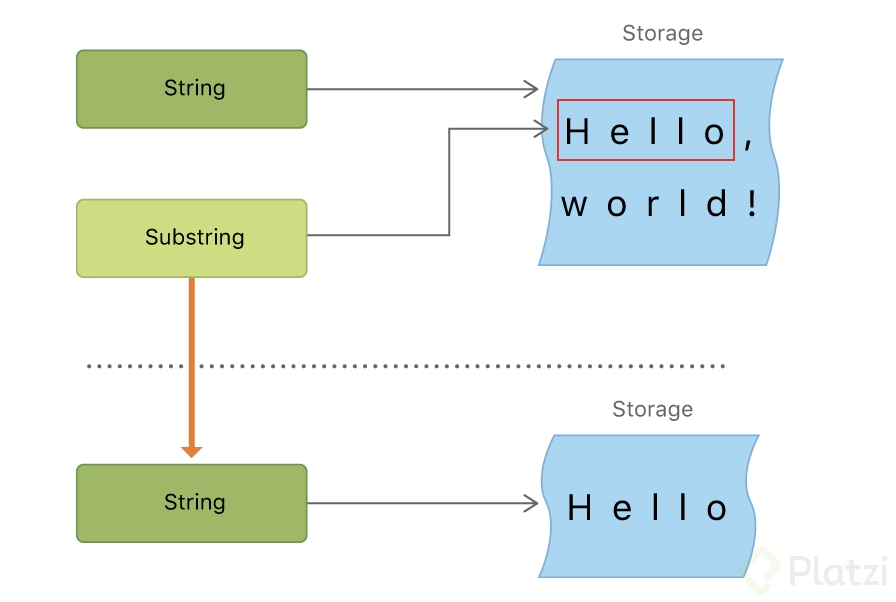 Storage
String
H e l l o ,
w o r l d !
Substring
Storage
String
H e l l o
Platzi